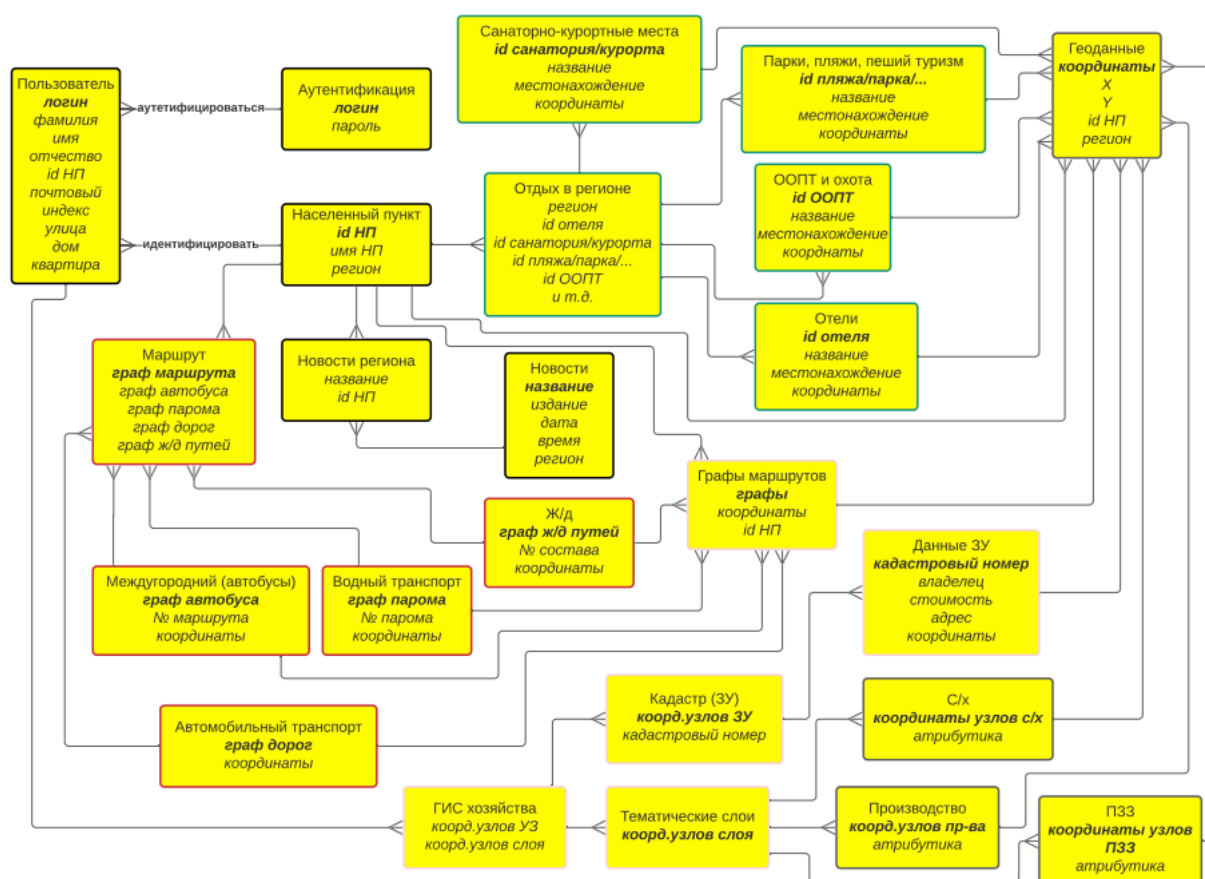 Санаторно-курортные места
id санатория/курорта
название
местонахождение
координаты
Парки, пляжи, пеший туризм
id пляжа/парка/...
название
местонахождение
координаты
Геоданные
координаты
X
Y
id НП
регион
Пользователь
логин
фамилия
имя
отчество
id НП
почтовый
индекс
улица
дом
квартира
аутетифицироваться
Аутентификация
логин
пароль
идентифицировать
Населенный пункт
id НП
имя НП
регион
Отдых в регионе
регион
id отеля
id санатория/курорта
id пляжа/парка/...
id ООПТ
и т.д.
ООПТ и охота
id ООПТ
название
местонахождение
коорднаты
Отели
id отеля
название
местонахождение
координаты
Маршрут
граф маршрута
граф автобуса
граф парома
граф дорог
граф ж/д путей
Новости региона
название
id НП
Новости
название
издание
дата
время
регион
Графы маршрутов
графы
координаты
id НП
Ж/д
граф ж/д путей
№ состава
координаты
Междугородний (автобусы)
граф автобуса
№ маршрута
координаты
Водный транспорт
граф парома
№ парома
координаты
Данные ЗУ
кадастровый номер
владелец
стоимость
адрес
координаты
Автомобильный транспорт
граф дорог
координаты
Кадастр (ЗУ)
коорд.узлов ЗУ
кадастровый номер
С/х
координаты узлов с/х
атрибутика
ГИС хозяйства
коорд.узлов УЗ
коорд.узлов слоя
Тематические слои
коорд.узлов слоя
Производство
коорд.узлов пр-ва
атрибутика
ПЗЗ
координаты узлов
ПЗЗ
атрибутика